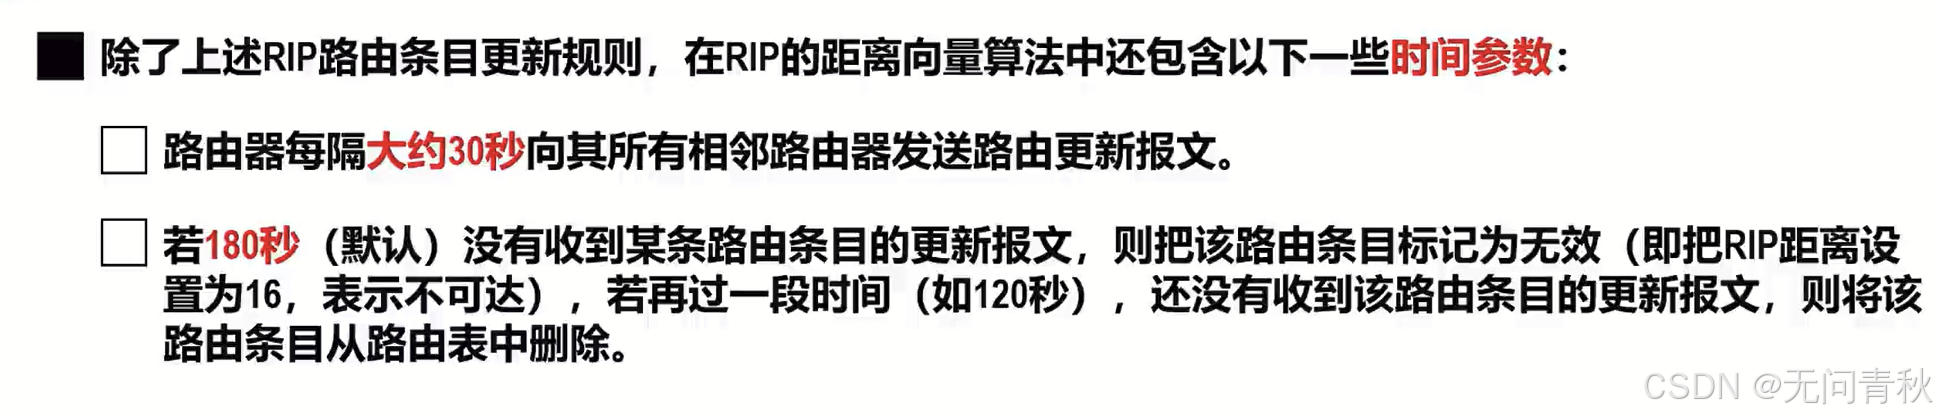 除了上述RIP路由条目更新规则，在RIP的距离向量算法中还包含以下一些时间参数：
路由器每隔大约30秒向其所有相邻路由器发送路由更新报文。
若180秒（默认）没有收到某条路由条目的更新报文，则把该路由条目标记为无效（即把RIP距离设
置为16，表示不可达），若再过一段时间（如120秒），还没有收到该路由条目的更新报文，则将该
路由条目从路由表中删除。
CSDN @无问青秋